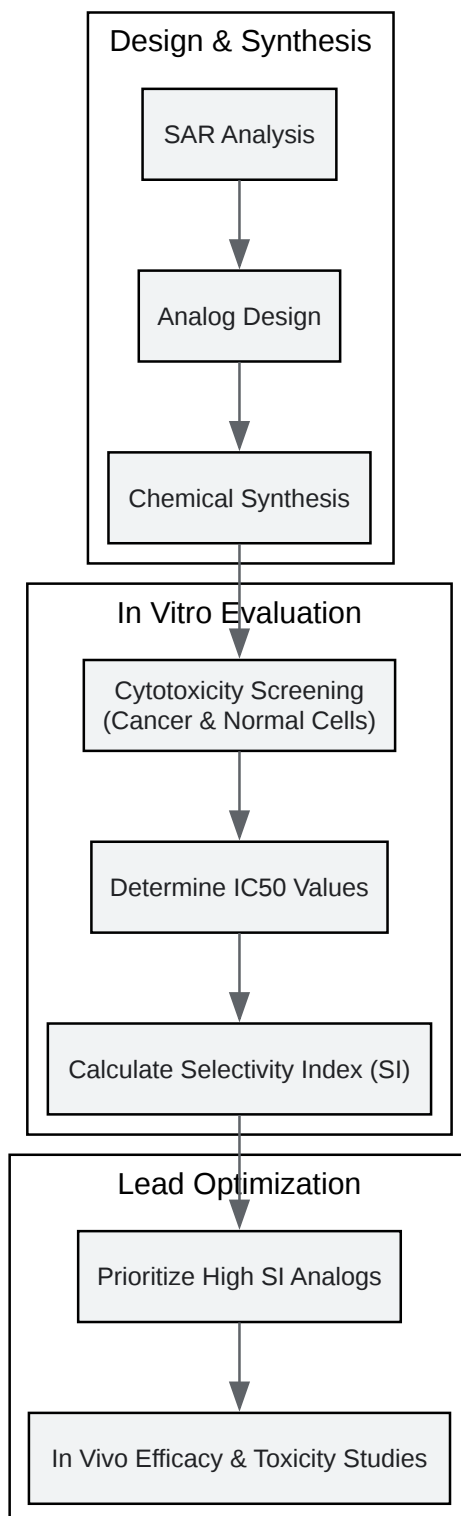 Design & Synthesis
SAR Analysis
Analog Design
Chemical Synthesis
In Vitro Evaluation
Cytotoxicity Screening
(Cancer & Normal Cells)
Determine IC50 Values
Calculate Selectivity Index (SI)
Lead Optimization
Prioritize High SI Analogs
In Vivo Efficacy & Toxicity Studies